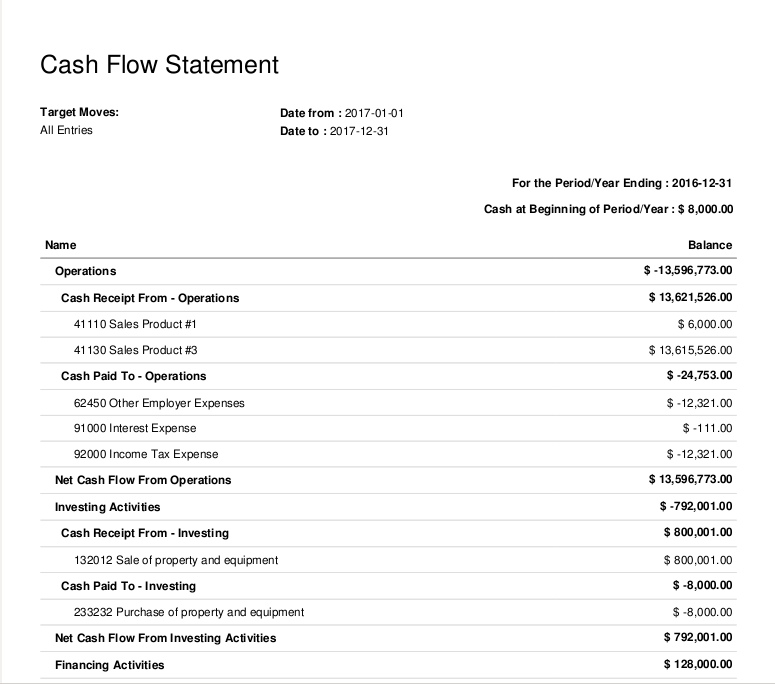 Cash Flow Statement
Target Moves:
All Entries
Date from : 2017-01-01
Date to : 2017-12-31
For the Period/Year Ending : 2016-12-31
Cash at Beginning of Period/Year : $ 8,000.00
Name Balance
Operations $ -13,596,773.00
Cash Receipt From - Operations $ 13,621,526.00
41110 Sales Product #1 $ 6,000.00
41130 Sales Product #3 $ 13,615,526.00
Cash Paid To - Operations $ -24,753.00
62450 Other Employer Expenses $ -12,321.00
91000 Interest Expense $ -111.00
92000 Income Tax Expense $ -12,321.00
Net Cash Flow From Operations $ 13,596,773.00
Investing Activities $ -792,001.00
Cash Receipt From - Investing $ 800,001.00
132012 Sale of property and equipment $ 800,001.00
Cash Paid To - Investing $ -8,000.00
233232 Purchase of property and equipment $ -8,000.00
Net Cash Flow From Investing Activities $ 792,001.00
Financing Activities $ 128,000.00